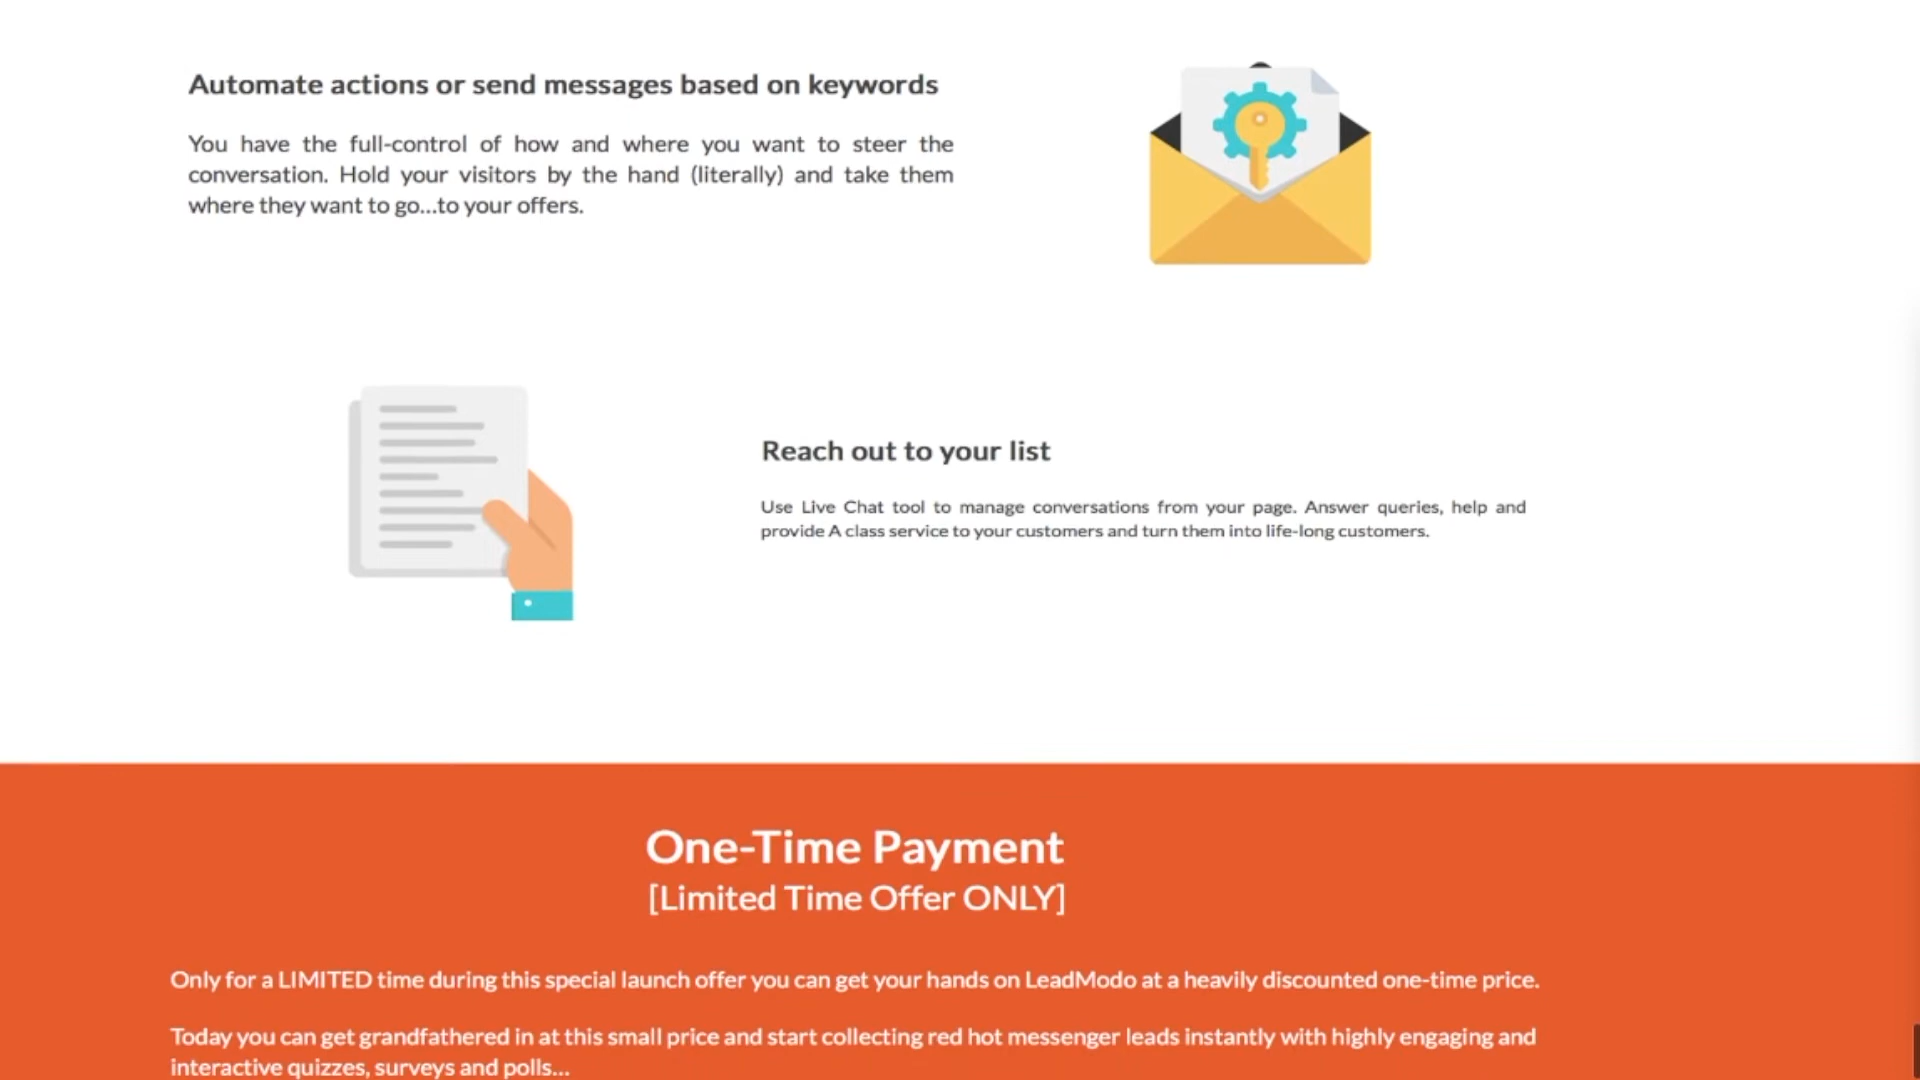 Automate actions or send messages based on keywords
You have the full-control of how and where you want to steer the
conversation. Hold your visitors by the hand (literally) and take them
where they want to go...to your offers.
Reach out to your list
Use Live Chat tool to manage conversations from your page. Answer queries, help and
provide A class service to your customers and turn them into life-long customers.
One-Time Payment
[Limited Time Offer ONLY]
Only for a LIMITED time during this special launch offer you can get your hands on LeadModo at a heavily discounted one-time price.
Today you can get grandfathered in at this small price and start collecting red hot messenger leads instantly with highly engaging and
interactive quizzes, surveys and polls...